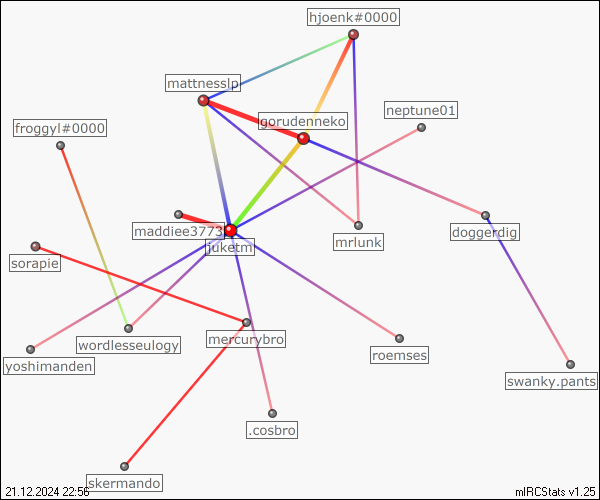 hjoenk#0000
mattnesslp
neptune01
gorudenneko
froggyl#0000
maddiee3773
doggerdig
mrlunk
juketm
sorapie
mercurybro
wordlesseulogy
roemses
yoshimanden
swanky.pants
.cosbro
skermando
21.12.2024 22:56
mIRCStats v1.25